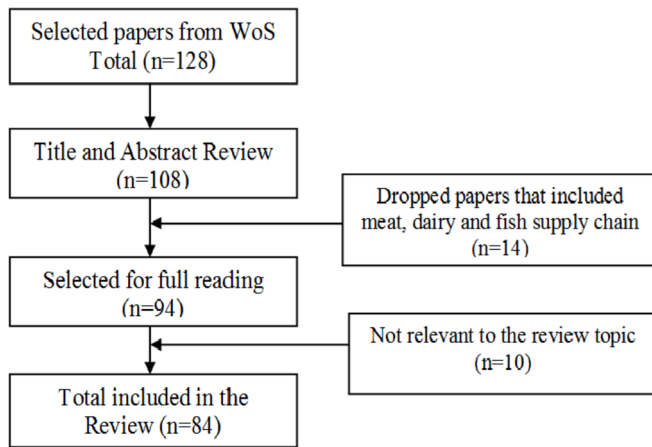 Selected papers from WoS
Total (n=128)
Title and Abstract Review
(n=108)
Dropped papers that included
meat, dairy and fish supply chain
(n=14)
Selected for full reading
(n=94)
Not relevant to the review topic
(n=10)
Total included in the
Review (n=84)